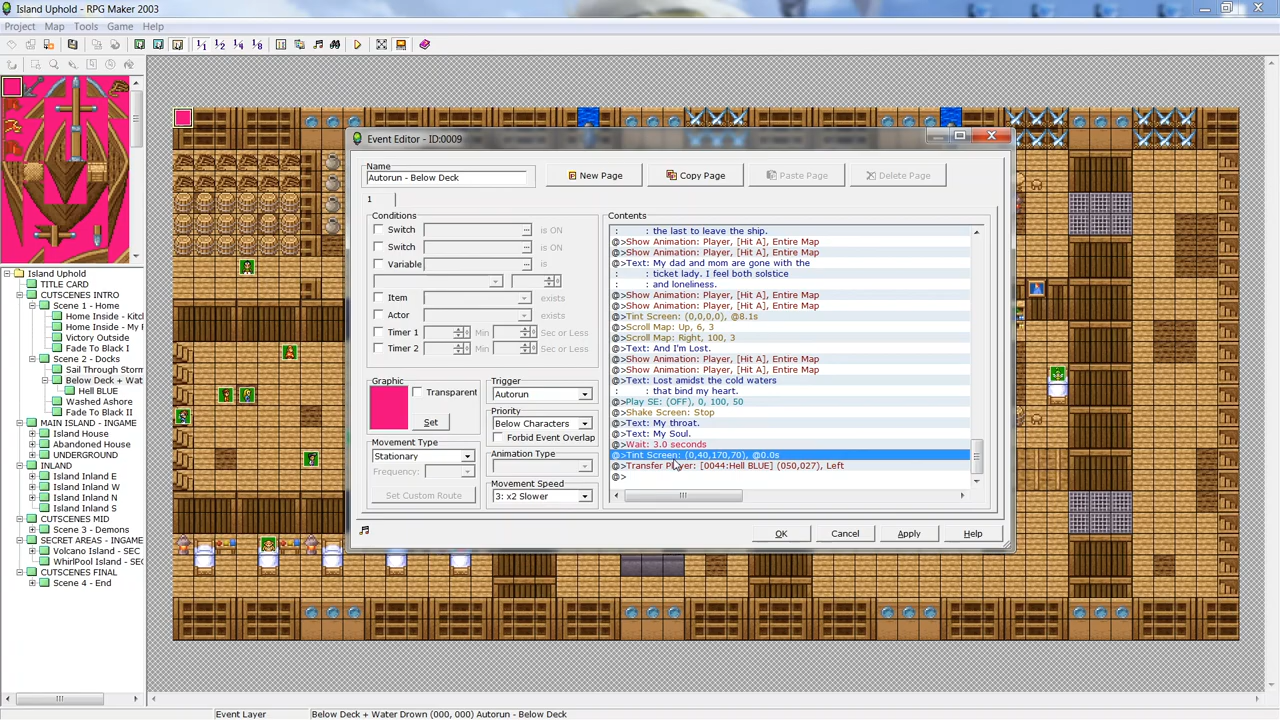 Island Uphold - RPG Maker 2003
Project Map Tools Game Help
1/1 1/2 1/4 1/8
Island Uphold
TITLE CARD
CUTSCENES INTRO
Scene 1 - Home
Home Inside - Kitc
Home Inside - My
Victory Outside
Fade To Black I
Scene 2 - Docks
Sail Through Storm
Below Deck + Wat
Hell BLUE
Washed Ashore
Fade To Black II
MAIN ISLAND - INGAME
Island House
Abandoned House
UNDERGROUND
INLAND
Island Inland E
Island Inland W
Island Inland N
Island Inland S
CUTSCENES MID
Scene 3 - Demons
SECRET AREAS - INGAME
Volcano Island - SEC
WhirlPool Island - SEC
CUTSCENES FINAL
Scene 4 - End
Event Editor - ID:0009
Name
Autorun - Below Deck
New Page
Copy Page
Paste Page
Delete Page
1
Conditions
Switch ... is ON
Switch ... is ON
Variable ... is
Item exists
Actor exists
Timer 1 Min Sec or Less
Timer 2 Min Sec or Less
Graphic
Transparent
Set
Trigger
Autorun
Priority
Below Characters
Forbid Event Overlap
Movement Type
Stationary
Frequency:
Set Custom Route
Animation Type
Movement Speed
3: x2 Slower
Contents
: : the last to leave the ship.
@>Show Animation: Player, [Hit A], Entire Map
@>Show Animation: Player, [Hit A], Entire Map
@>Text: My dad and mom are gone with the
: : ticket lady. I feel both solstice
: : and lonliness.
@>Show Animation: Player, [Hit A], Entire Map
@>Show Animation: Player, [Hit A], Entire Map
@>Tint Screen: (0,0,0,0), @8.1s
@>Scroll Map: Up, 6, 3
@>Scroll Map: Right, 100, 3
@>Text: And I'm Lost.
@>Show Animation: Player, [Hit A], Entire Map
@>Show Animation: Player, [Hit A], Entire Map
@>Text: Lost amidst the cold waters
: : that bind my heart.
@>Play SE: (OFF), 0, 100, 50
@>Shake Screen: Stop
@>Text: My throat.
@>Text: My Soul.
@>Wait: 3.0 seconds
@>Tint Screen: (0,40,170,70), @0.0s
@>Transfer Player: [0044:Hell BLUE] (050,027), Left
@>
OK
Cancel
Apply
Help
Event Layer
Below Deck + Water Drown (000, 000) Autorun - Below Deck